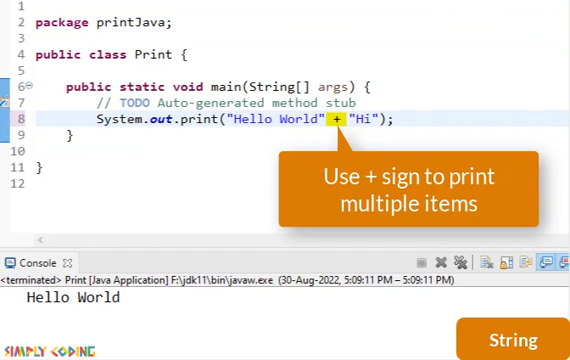 1
2 package printJava;
3
4 public class Print {
5
6 public static void main(String[] args) {
7 // TODO Auto-generated method stub
8 System.out.print("Hello World" + "Hi");
9 }
10
11 }
12
Use + sign to print
multiple items
Console
<terminated> Print [Java Application] F:\jdk11\bin\javaw.exe (30-Aug-2022, 5:09:11 PM – 5:09:11 PM)
Hello World
SIMPLY CODING
String